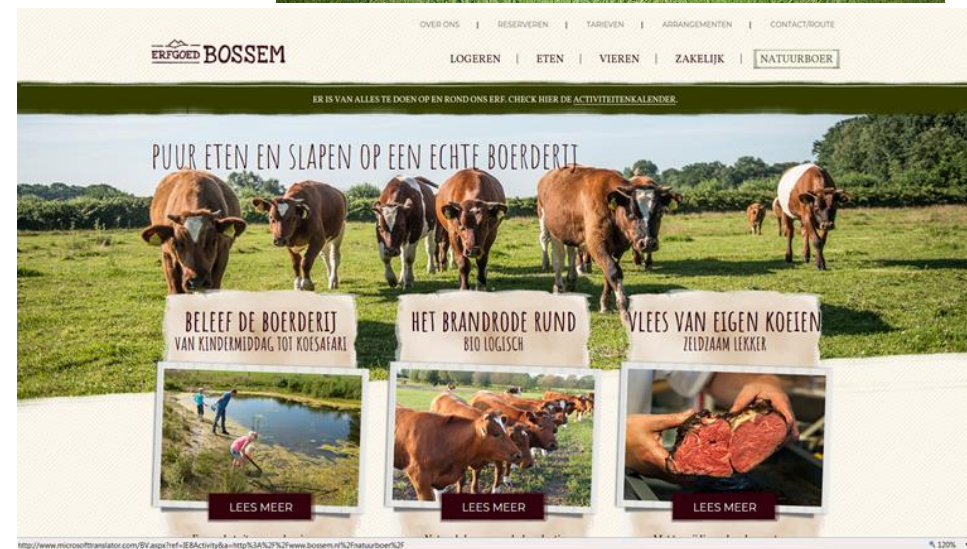 OVER ONS | RESERVEREN | TARIEVEN | ARRANGEMENTEN | CONTACT/ROUTE
ERFGOED BOSSEM
LOGEREN | ETEN | VIEREN | ZAKELIJK | NATUURBOER
ER IS VAN ALLES TE DOEN OP EN ROND ONS ERF. CHECK HIER DE ACTIVITEITENKALENDER.
PUUR ETEN EN SLAPEN OP EEN ECHTE BOERDERIJ
BELEEF DE BOERDERIJ
VAN KINDERMIDDAG TOT KOESAFARI
LEES MEER
HET BRANDRODE RUND
BIO LOGISCH
LEES MEER
VLEES VAN EIGEN KOEIEN
ZELDZAAM LEKKER
LEES MEER
http://www.microsofttranslator.com/BV.aspx?ref=IE8Activity&a=http%3A%2F%2Fwww.bossem.nl%2Fnatuurboer%2F
120%